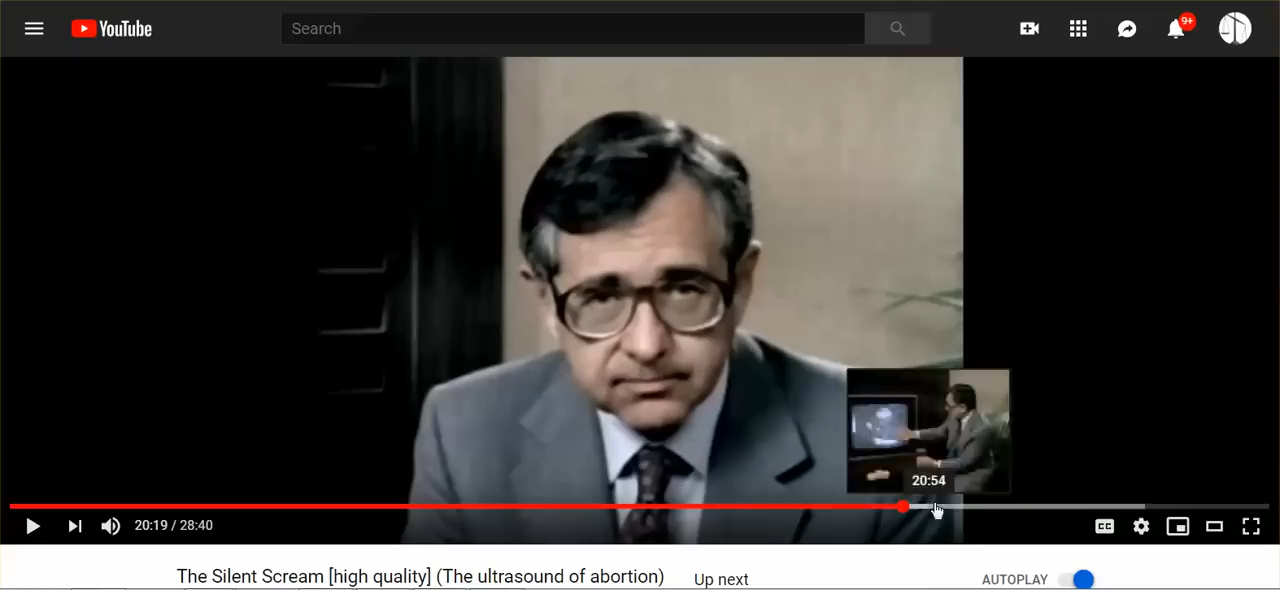 YouTube
Search
9+
20:54
20:19 / 28:40
CC
The Silent Scream [high quality] (The ultrasound of abortion)
Up next
AUTOPLAY